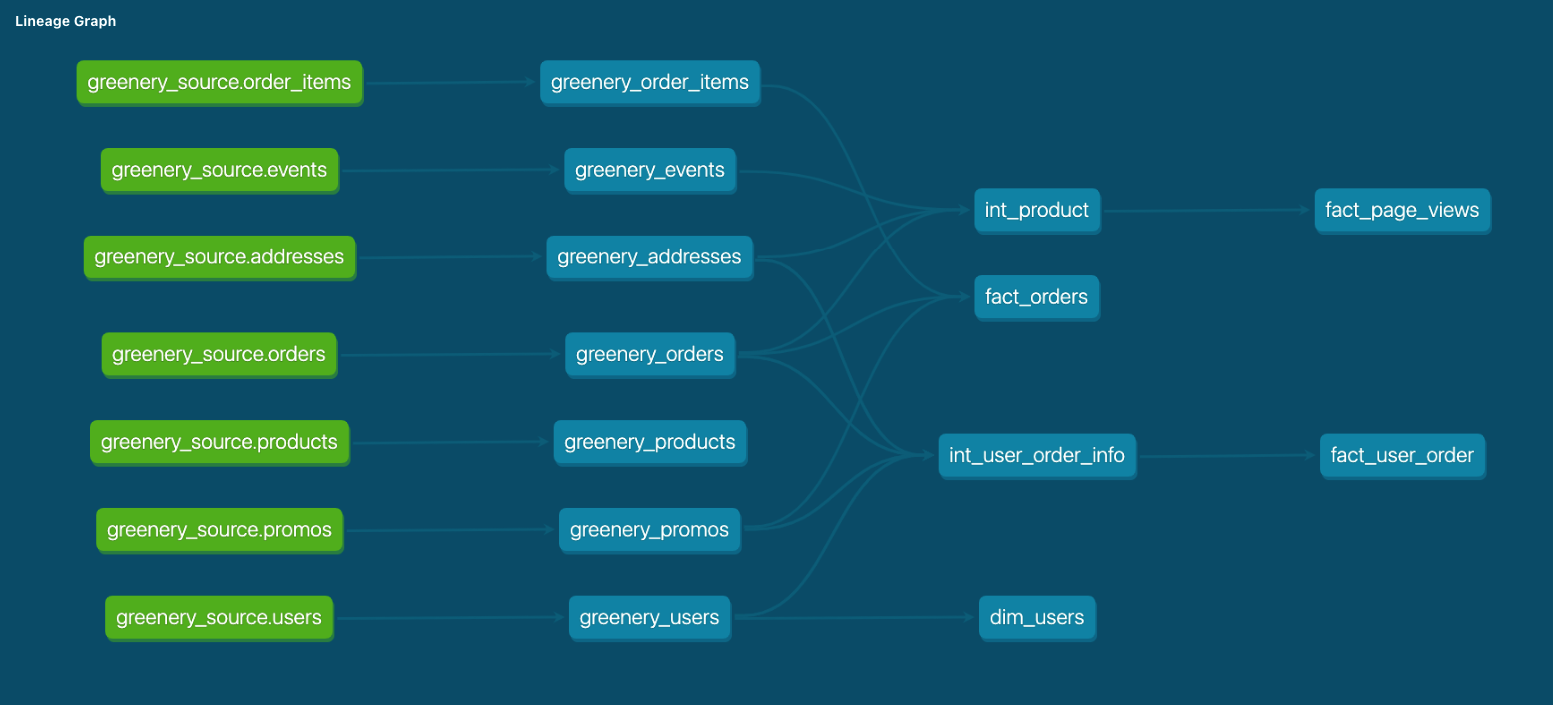 Lineage Graph
greenery_source.order_items
greenery_order_items
greenery_source.events
greenery_events
int_product
fact_page_views
greenery_source.addresses
greenery_addresses
fact_orders
greenery_source.orders
greenery_orders
greenery_source.products
greenery_products
int_user_order_info
fact_user_order
greenery_source.promos
greenery_promos
greenery_source.users
greenery_users
dim_users